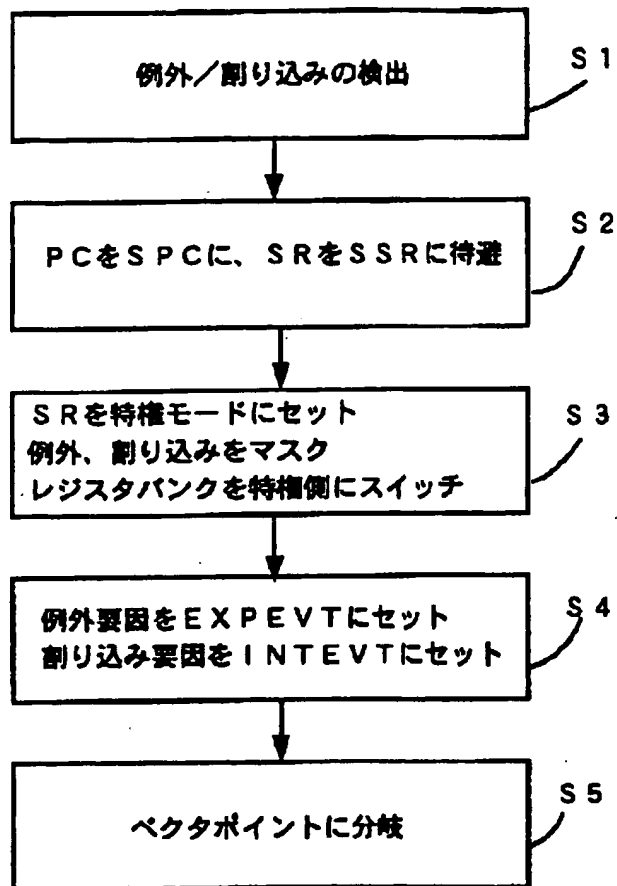 例外／割り込みの検出
S1
PCをSPCに、SRをSSRに待避
S2
SRを特権モードにセット
例外、割り込みをマスク
レジスタバンクを特権側にスイッチ
S3
例外要因をEXPEVTにセット
割り込み要因をINTEVTにセット
S4
ベクタポイントに分岐
S5